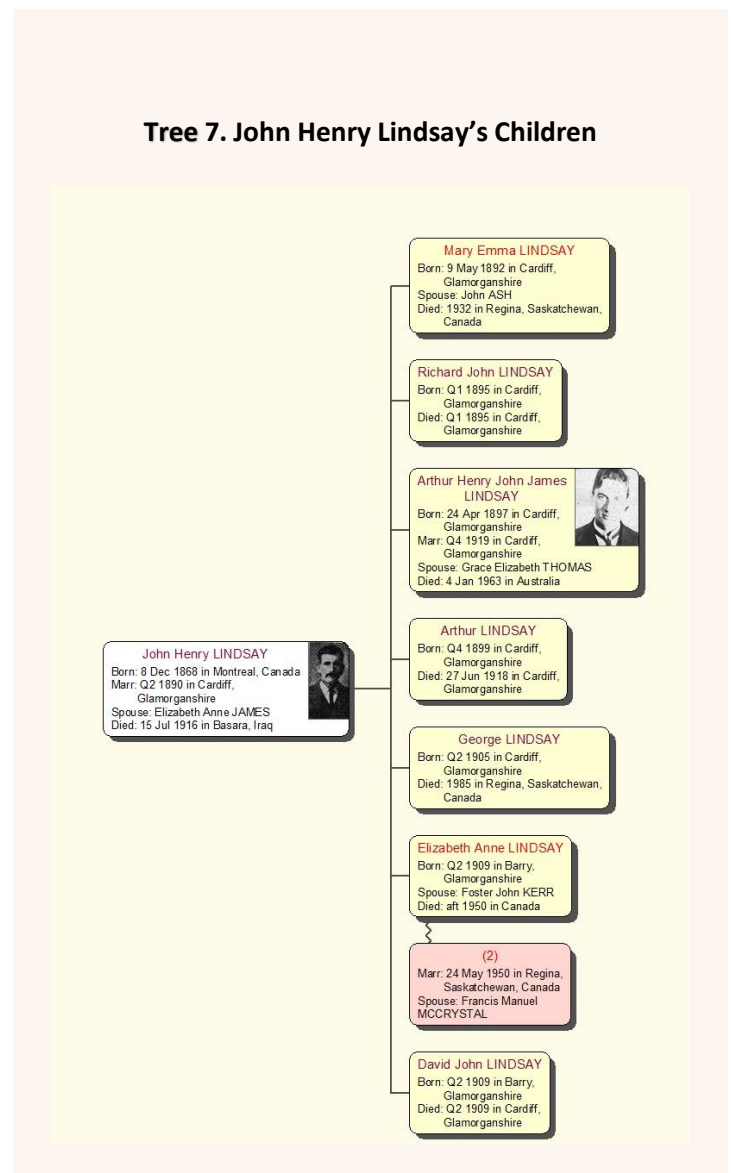 Tree 7. John Henry Lindsay’s Children
Mary Emma LINDSAY
Born: 9 May 1892 in Cardiff,
Glamorganshire
Spouse: John ASH
Died: 1932 in Regina, Saskatchewan,
Canada
Richard John LINDSAY
Born: Q1 1895 in Cardiff,
Glamorganshire
Died: Q1 1895 in Cardiff,
Glamorganshire
Arthur Henry John James
LINDSAY
Born: 24 Apr 1897 in Cardiff,
Glamorganshire
Marr: Q4 1919 in Cardiff,
Glamorganshire
Spouse: Grace Elizabeth THOMAS
Died: 4 Jan 1963 in Australia
John Henry LINDSAY
Born: 8 Dec 1868 in Montreal, Canada
Marr: Q2 1890 in Cardiff,
Glamorganshire
Spouse: Elizabeth Anne JAMES
Died: 15 Jul 1916 in Basara, Iraq
Arthur LINDSAY
Born: Q4 1899 in Cardiff,
Glamorganshire
Died: 27 Jun 1918 in Cardiff,
Glamorganshire
George LINDSAY
Born: Q2 1905 in Cardiff,
Glamorganshire
Died: 1985 in Regina, Saskatchewan,
Canada
Elizabeth Anne LINDSAY
Born: Q2 1909 in Barry,
Glamorganshire
Spouse: Foster John KERR
Died: aft 1950 in Canada
(2)
Marr: 24 May 1950 in Regina,
Saskatchewan, Canada
Spouse: Francis Manuel
MCCRYSTAL
David John LINDSAY
Born: Q2 1909 in Barry,
Glamorganshire
Died: Q2 1909 in Cardiff,
Glamorganshire